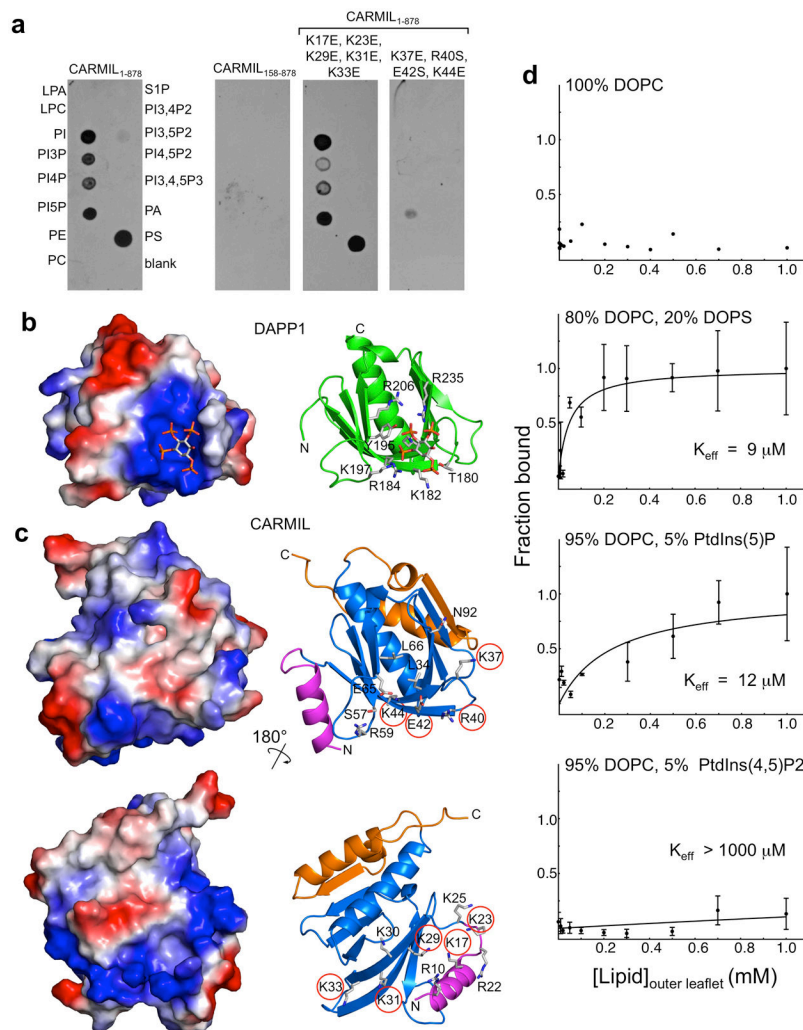 a
CARMIL1-878
CARMIL1-878
CARMIL158-878
K17E, K23E,
K29E, K31E,
K33E
K37E, R40S,
E42S, K44E
LPA
LPC
PI
PI3P
PI4P
PI5P
PE
PC
S1P
PI3,4P2
PI3,5P2
PI4,5P2
PI3,4,5P3
PA
PS
blank
b
DAPP1
C
R206
R235
N
Y195
K197
R184
K182
T180
c
CARMIL
C
N92
L66
L34
K37
E65
S57
K44
E42
R40
R59
N
180°
C
K25
K23
K30
K29
K17
R10
K33
K31
N
R22
d
Fraction bound
100% DOPC
1.0
0.5
0.2 0.4 0.6 0.8 1.0
80% DOPC, 20% DOPS
1.0
0.5
Keff = 9 μM
0.2 0.4 0.6 0.8 1.0
95% DOPC, 5% PtdIns(5)P
1.0
0.5
Keff = 12 μM
0.2 0.4 0.6 0.8 1.0
95% DOPC, 5% PtdIns(4,5)P2
1.0
0.5
Keff > 1000 μM
0.2 0.4 0.6 0.8 1.0
[Lipid]outer leaflet (mM)